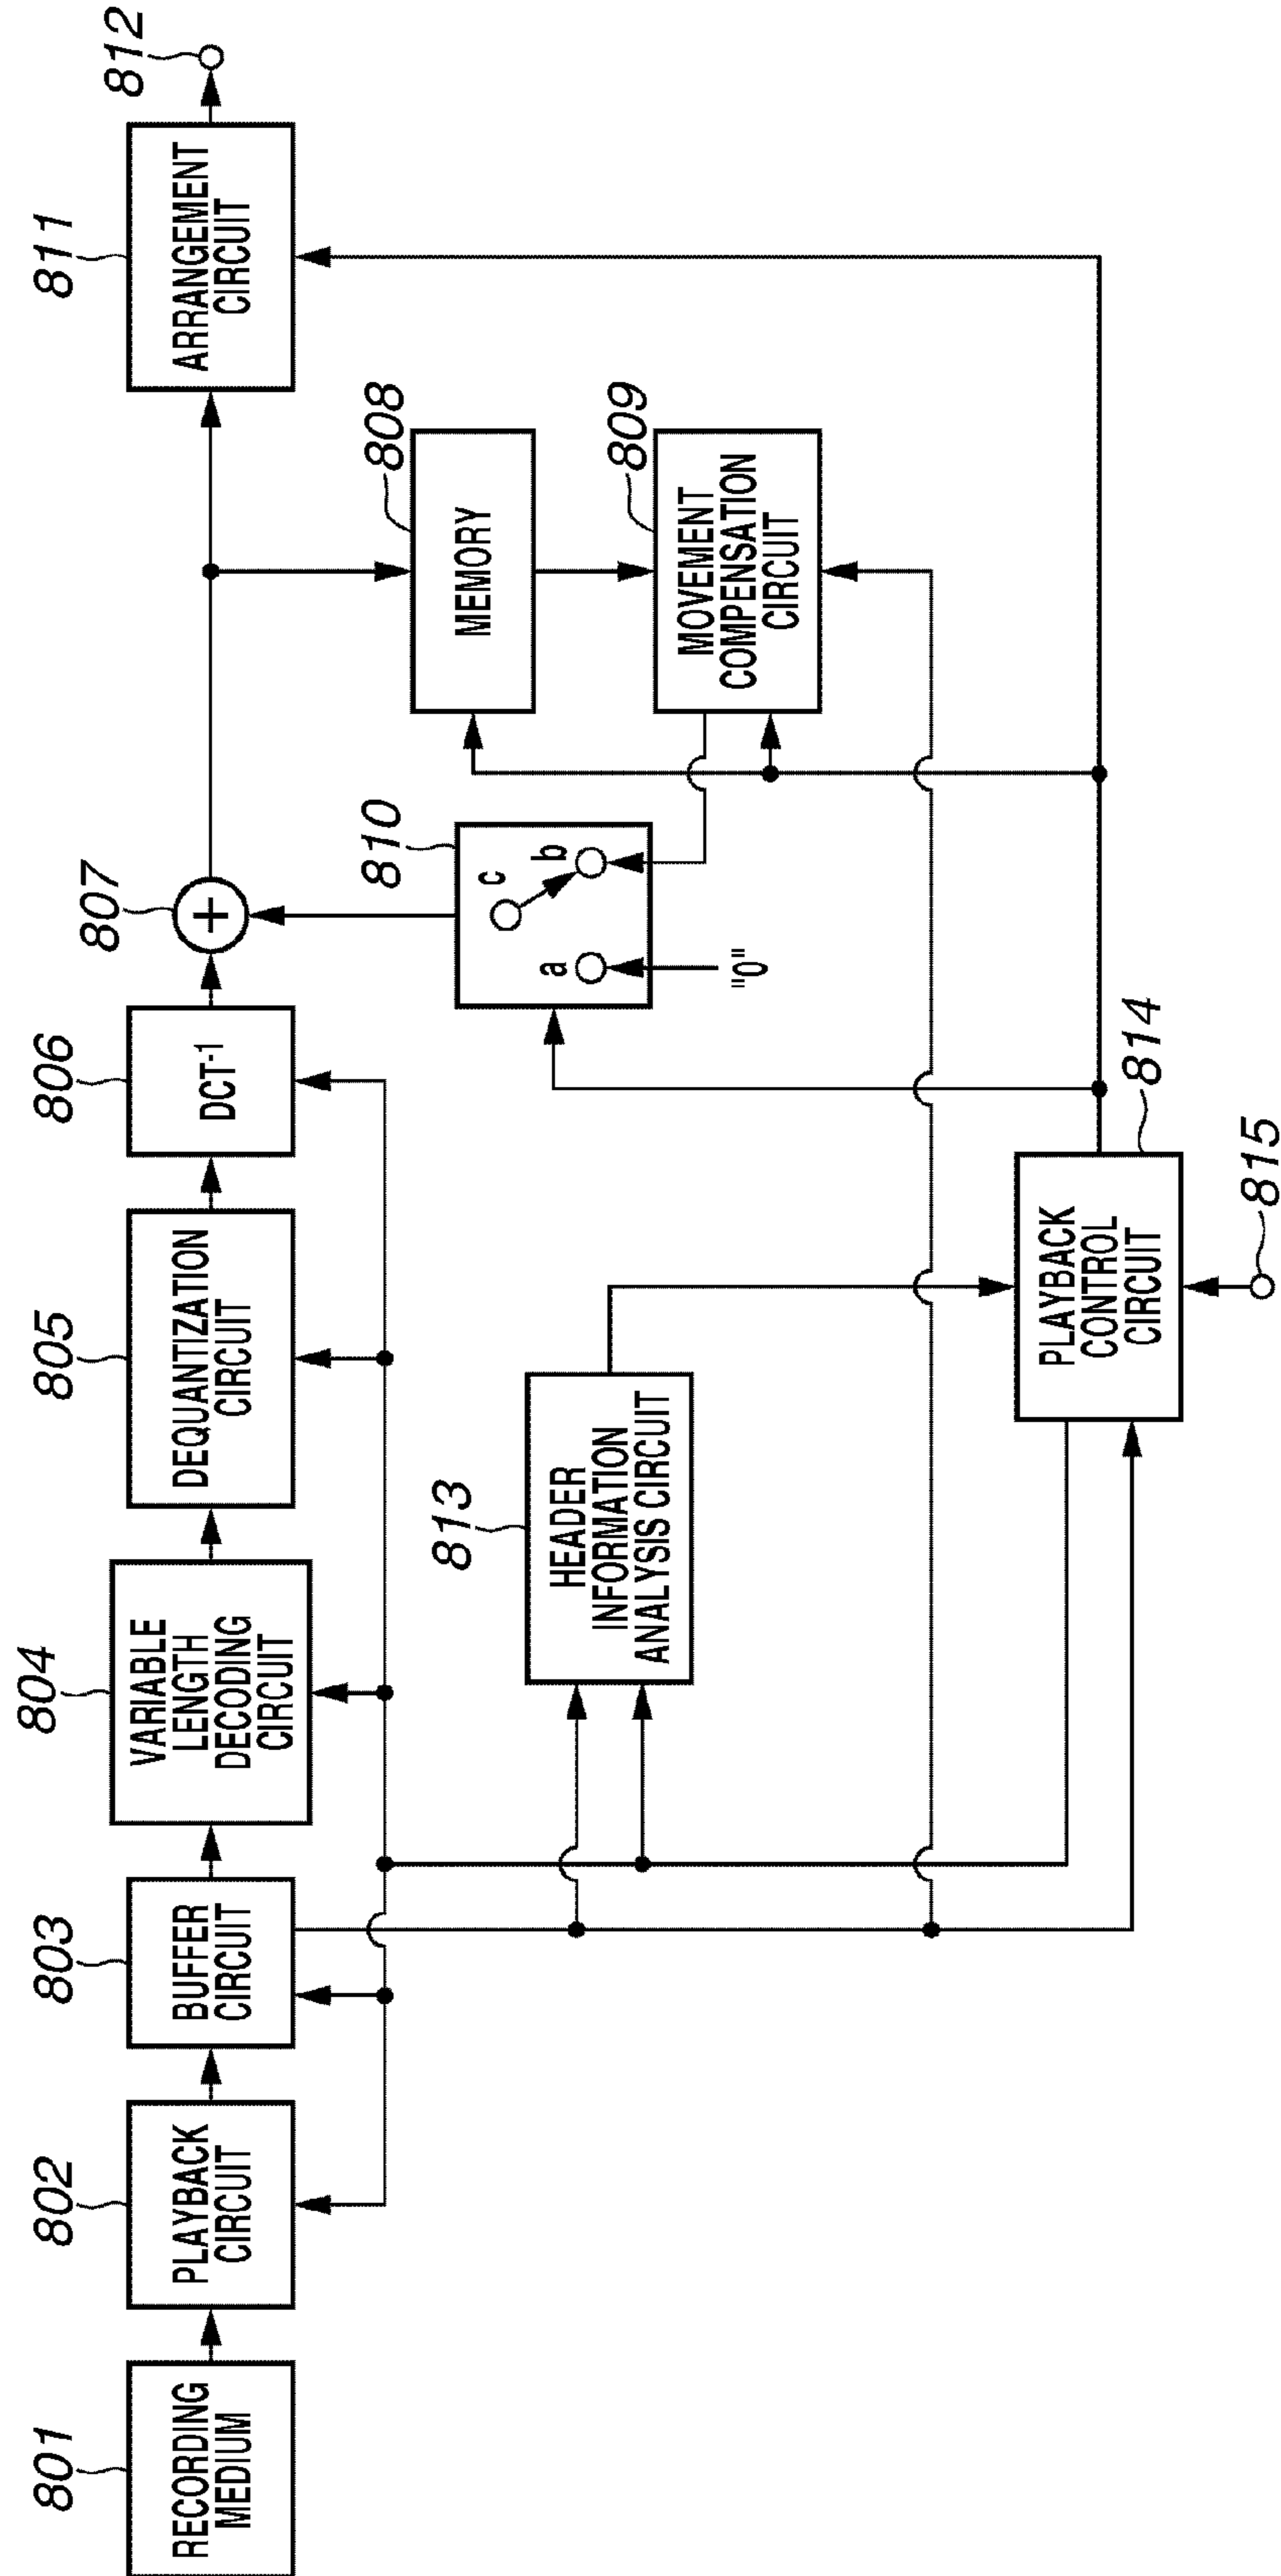 801
RECORDING
MEDIUM
802
PLAYBACK
CIRCUIT
803
BUFFER
CIRCUIT
804
VARIABLE
LENGTH
DECODING
CIRCUIT
805
DEQUANTIZATION
CIRCUIT
806
DCT-1
807
+
811
ARRANGEMENT
CIRCUIT
812
808
MEMORY
809
MOVEMENT
COMPENSATION
CIRCUIT
810
c
b
a
"0"
813
HEADER
INFORMATION
ANALYSIS CIRCUIT
814
PLAYBACK
CONTROL
CIRCUIT
815